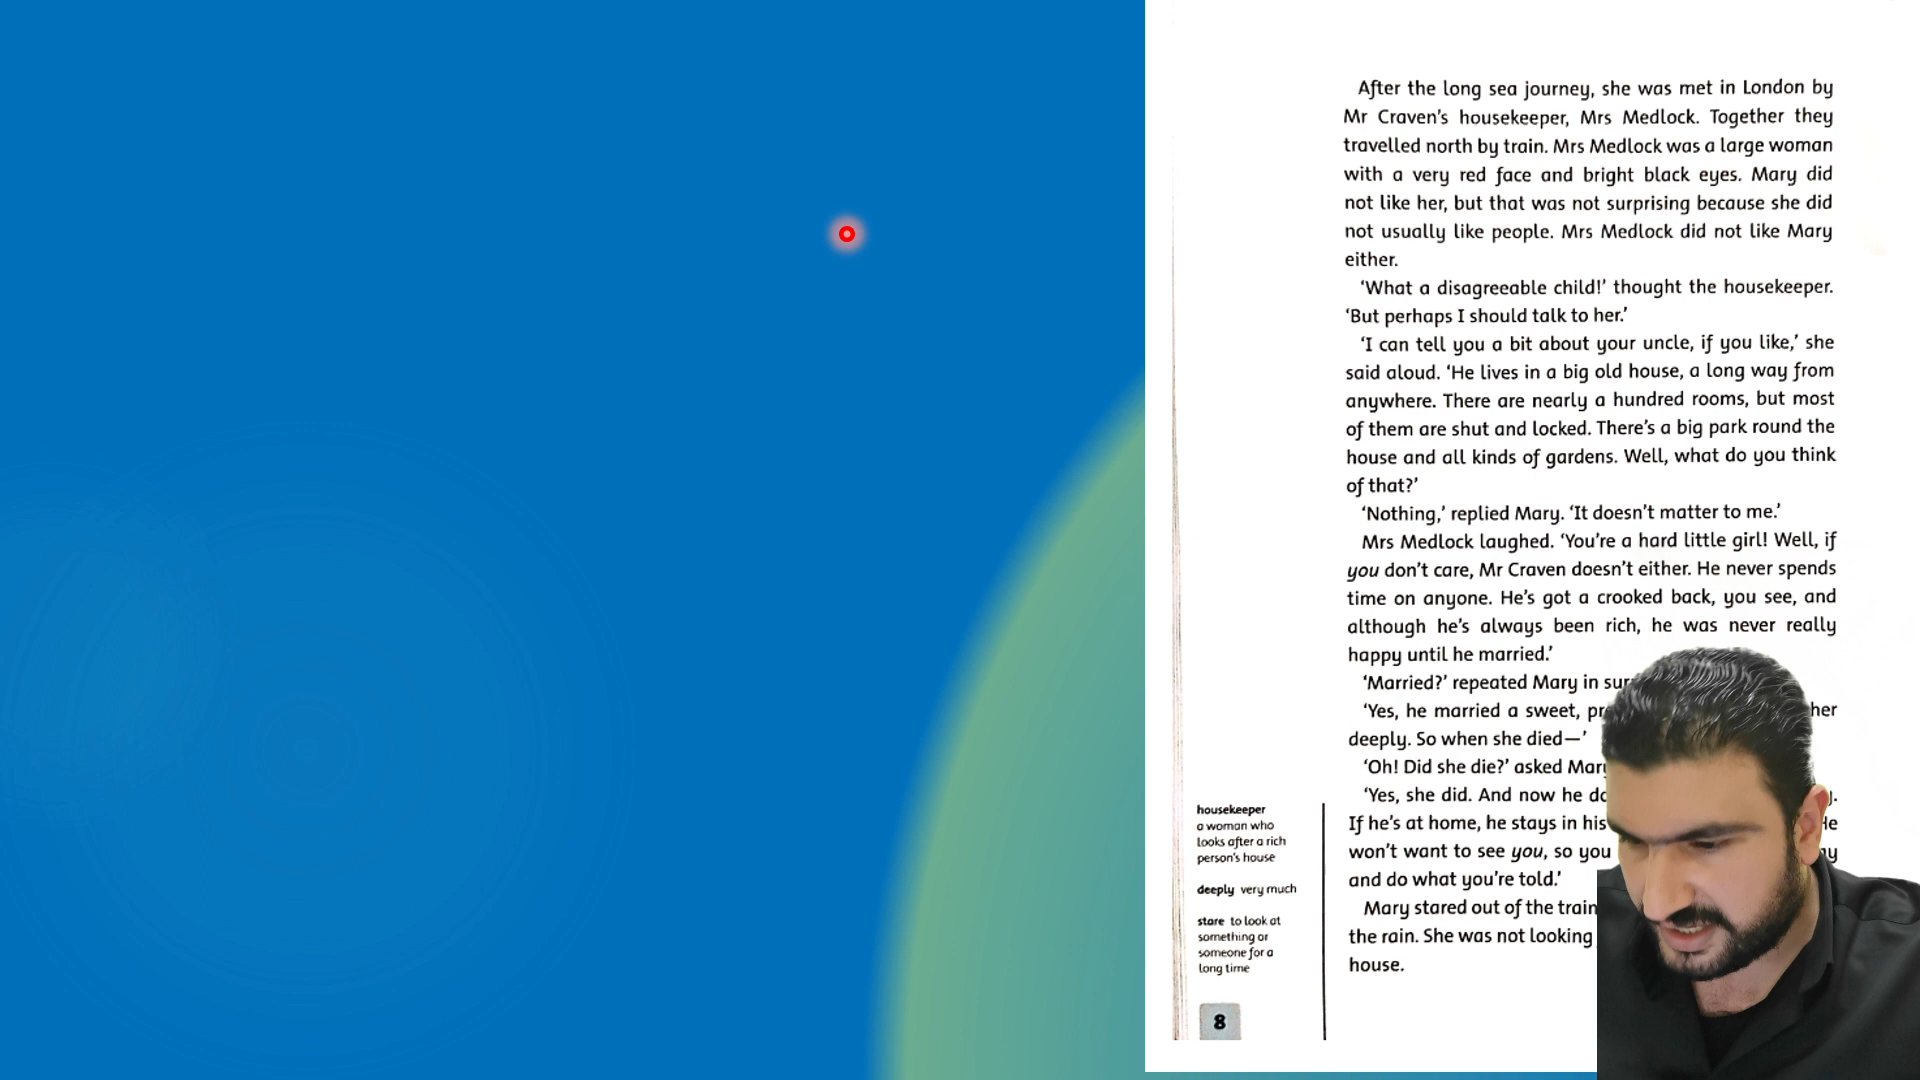 After the long sea journey, she was met in London by
Mr Craven's housekeeper, Mrs Medlock. Together they
travelled north by train. Mrs Medlock was a large woman
with a very red face and bright black eyes. Mary did
not like her, but that was not surprising because she did
not usually like people. Mrs Medlock did not like Mary
either.
‘What a disagreeable child!’ thought the housekeeper.
‘But perhaps I should talk to her.’
‘I can tell you a bit about your uncle, if you like,’ she
said aloud. ‘He lives in a big old house, a long way from
anywhere. There are nearly a hundred rooms, but most
of them are shut and locked. There's a big park round the
house and all kinds of gardens. Well, what do you think
of that?’
‘Nothing,’ replied Mary. ‘It doesn't matter to me.’
Mrs Medlock laughed. ‘You're a hard little girl! Well, if
you don't care, Mr Craven doesn't either. He never spends
time on anyone. He's got a crooked back, you see, and
although he's always been rich, he was never really
happy until he married.’
‘Married?’ repeated Mary in
‘Yes, he married a sweet, her
deeply. So when she died—’
‘Oh! Did she die?’ asked
‘Yes, she did. And now he
If he's at home, he stays in his
won't want to see you, so you
and do what you're told.’
Mary stared out of the train
the rain. She was not looking
house.
housekeeper
a woman who
looks after a rich
person's house
deeply very much
stare to look at
something or
someone for a
long time
8